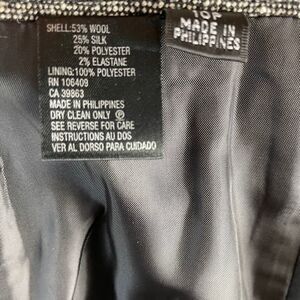 SHELL:53% WOOL
25% SILK
20% POLYESTER
2% ELASTANE
LINING:100% POLYESTER
RN 106409
CA 39863
MADE IN PHILIPPINES
DRY CLEAN ONLY Ⓟ
SEE REVERSE FOR CARE
INSTRUCTIONS AU DOS
VER AL DORSO PARA CUIDADO
MADE IN
PHILIPPINES